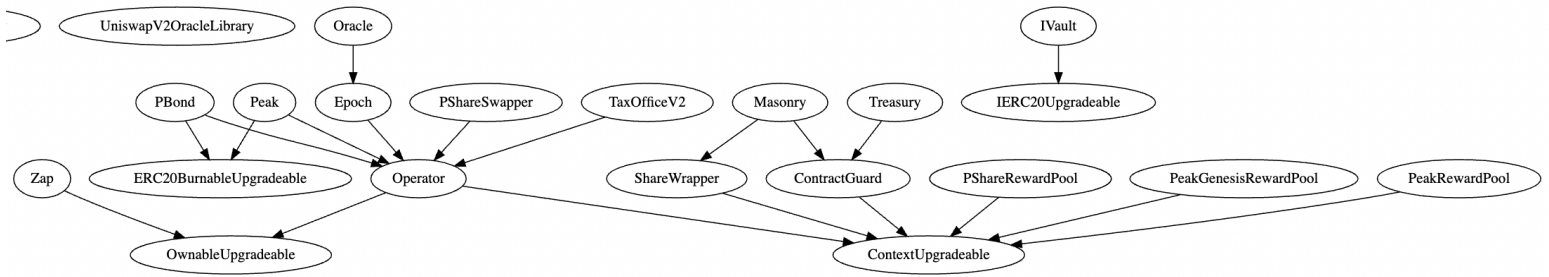 UniswapV2OracleLibrary
Oracle
IVault
PBond
Peak
Epoch
PShareSwapper
TaxOfficeV2
Masonry
Treasury
IERC20Upgradeable
Zap
ERC20BurnableUpgradeable
Operator
ShareWrapper
ContractGuard
PShareRewardPool
PeakGenesisRewardPool
PeakRewardPool
OwnableUpgradeable
ContextUpgradeable